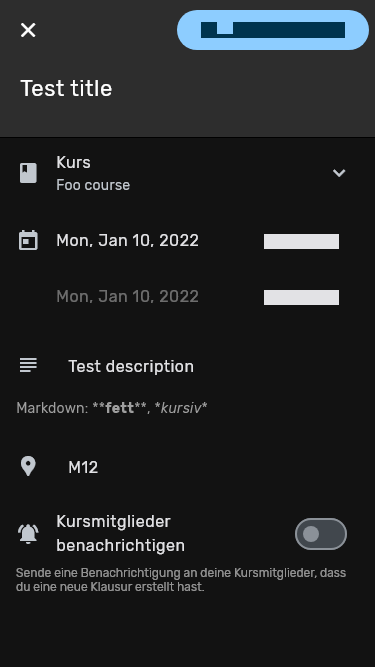 Test title
Kurs
Foo course
Mon, Jan 10, 2022
Mon, Jan 10, 2022
Test description
Markdown: **fett**, *kursiv*
M12
Kursmitglieder
benachrichtigen
Sende eine Benachrichtigung an deine Kursmitglieder, dass
du eine neue Klausur erstellt hast.